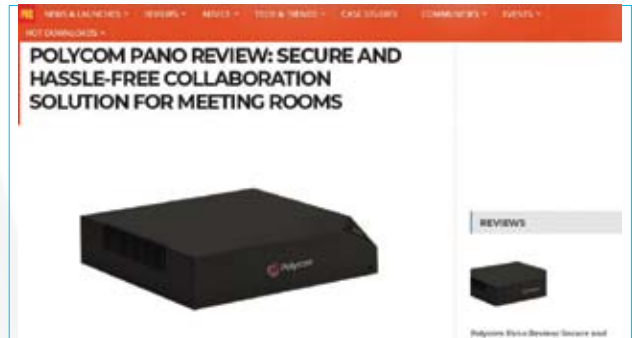 NEWS & LAUNCHES REVIEWS ADVICE TECH & TRENDS CASE STUDIES COMMUNITIES EVENTS
HOT DOWNLOADS
POLYCOM PANO REVIEW: SECURE AND
HASSLE-FREE COLLABORATION
SOLUTION FOR MEETING ROOMS
Polycom
REVIEWS
Polycom Pano Review: Secure and